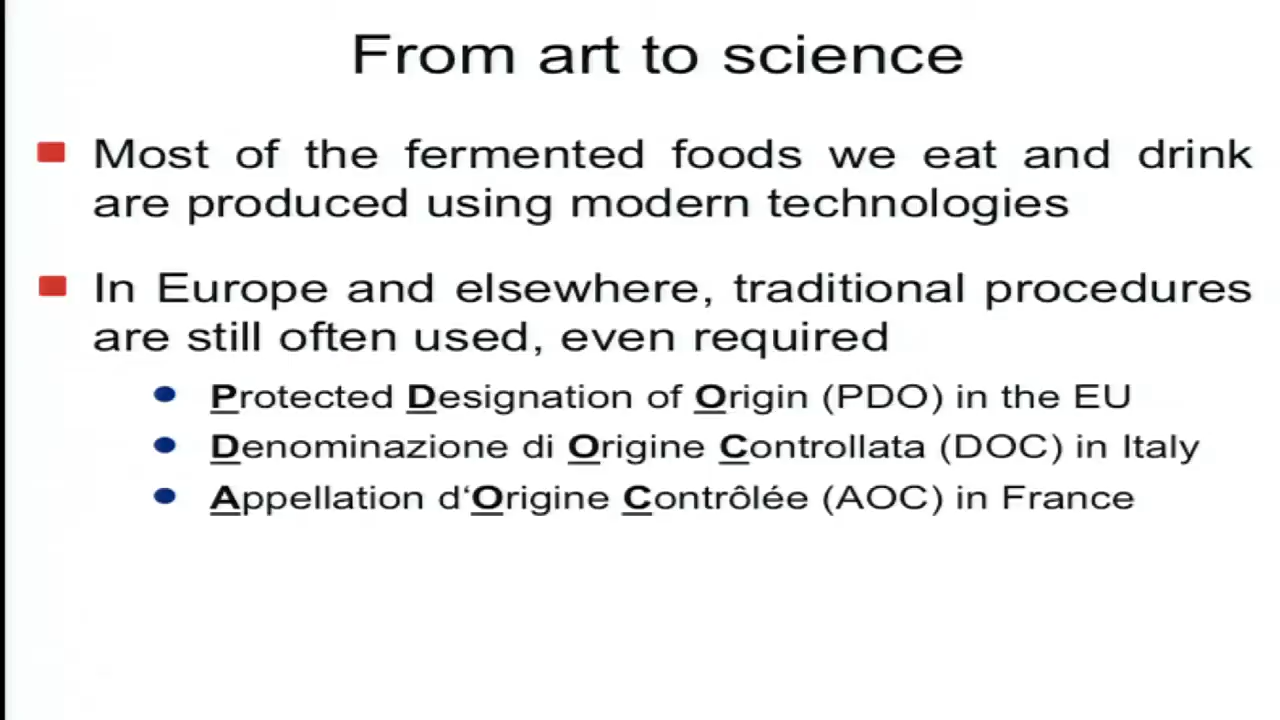 From art to science
Most of the fermented foods we eat and drink
are produced using modern technologies
In Europe and elsewhere, traditional procedures
are still often used, even required
Protected Designation of Origin (PDO) in the EU
Denominazione di Origine Controllata (DOC) in Italy
Appellation d‘Origine Contrôlée (AOC) in France